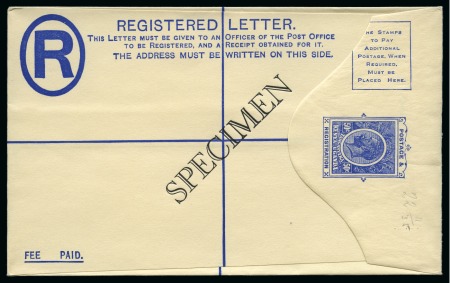 REGISTERED LETTER.
THIS LETTER MUST BE GIVEN TO AN OFFICER OF THE POST OFFICE
TO BE REGISTERED, AND A RECEIPT OBTAINED FOR IT.
THE ADDRESS MUST BE WRITTEN ON THIS SIDE.
R
HE STAMPS
TO PAY
ADDITIONAL
POSTAGE, WHEN
REQUIRED,
MUST BE
PLACED HERE.
SPECIMEN
POSTAGE &
REGISTRATION
FEE PAID.